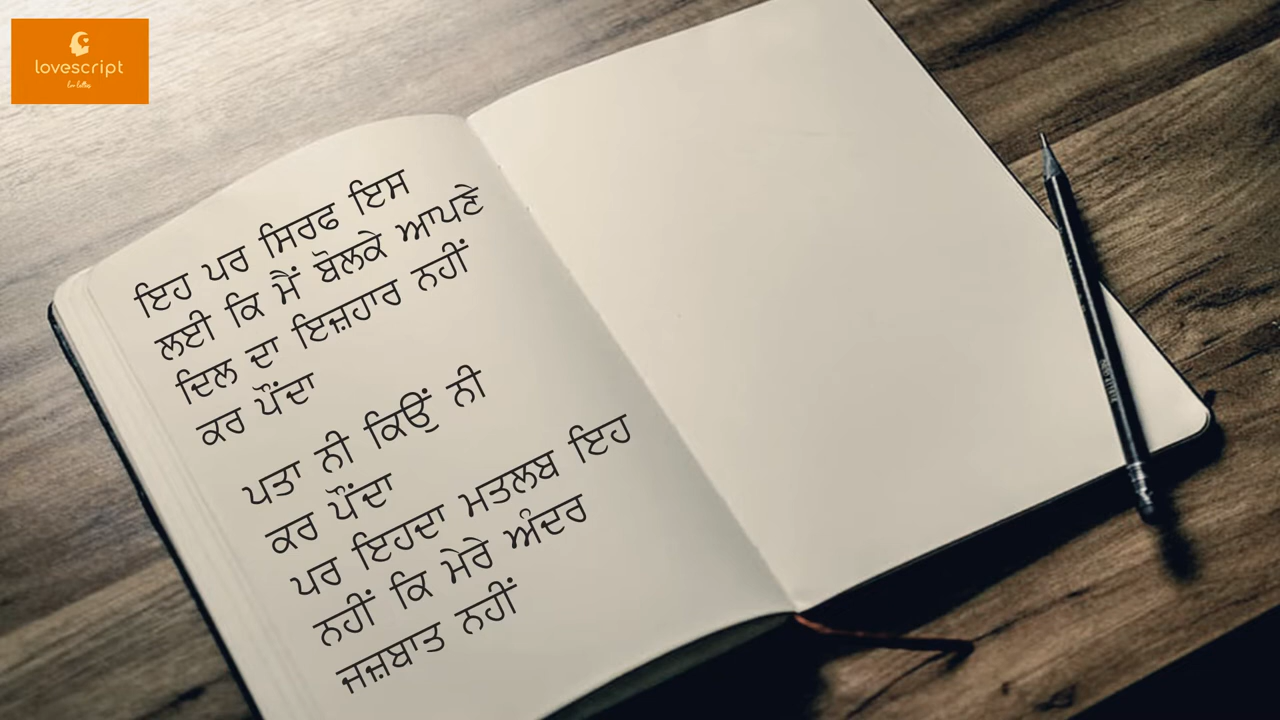 lovescript
ਇਹ ਪਰ ਸਿਰਫ ਇਸ
ਲਈ ਕਿ ਮੈਂ ਬੋਲਕੇ ਆਪਣੇ
ਦਿਲ ਦਾ ਇਜ਼ਹਾਰ ਨਹੀਂ
ਕਰ ਪੌਂਦਾ
ਪਤਾ ਨੀ ਕਿਉਂ ਨੀ
ਕਰ ਪੌਂਦਾ
ਪਰ ਇਹਦਾ ਮਤਲਬ ਇਹ
ਨਹੀਂ ਕਿ ਮੇਰੇ ਅੰਦਰ
ਜਜ਼ਬਾਤ ਨਹੀਂ